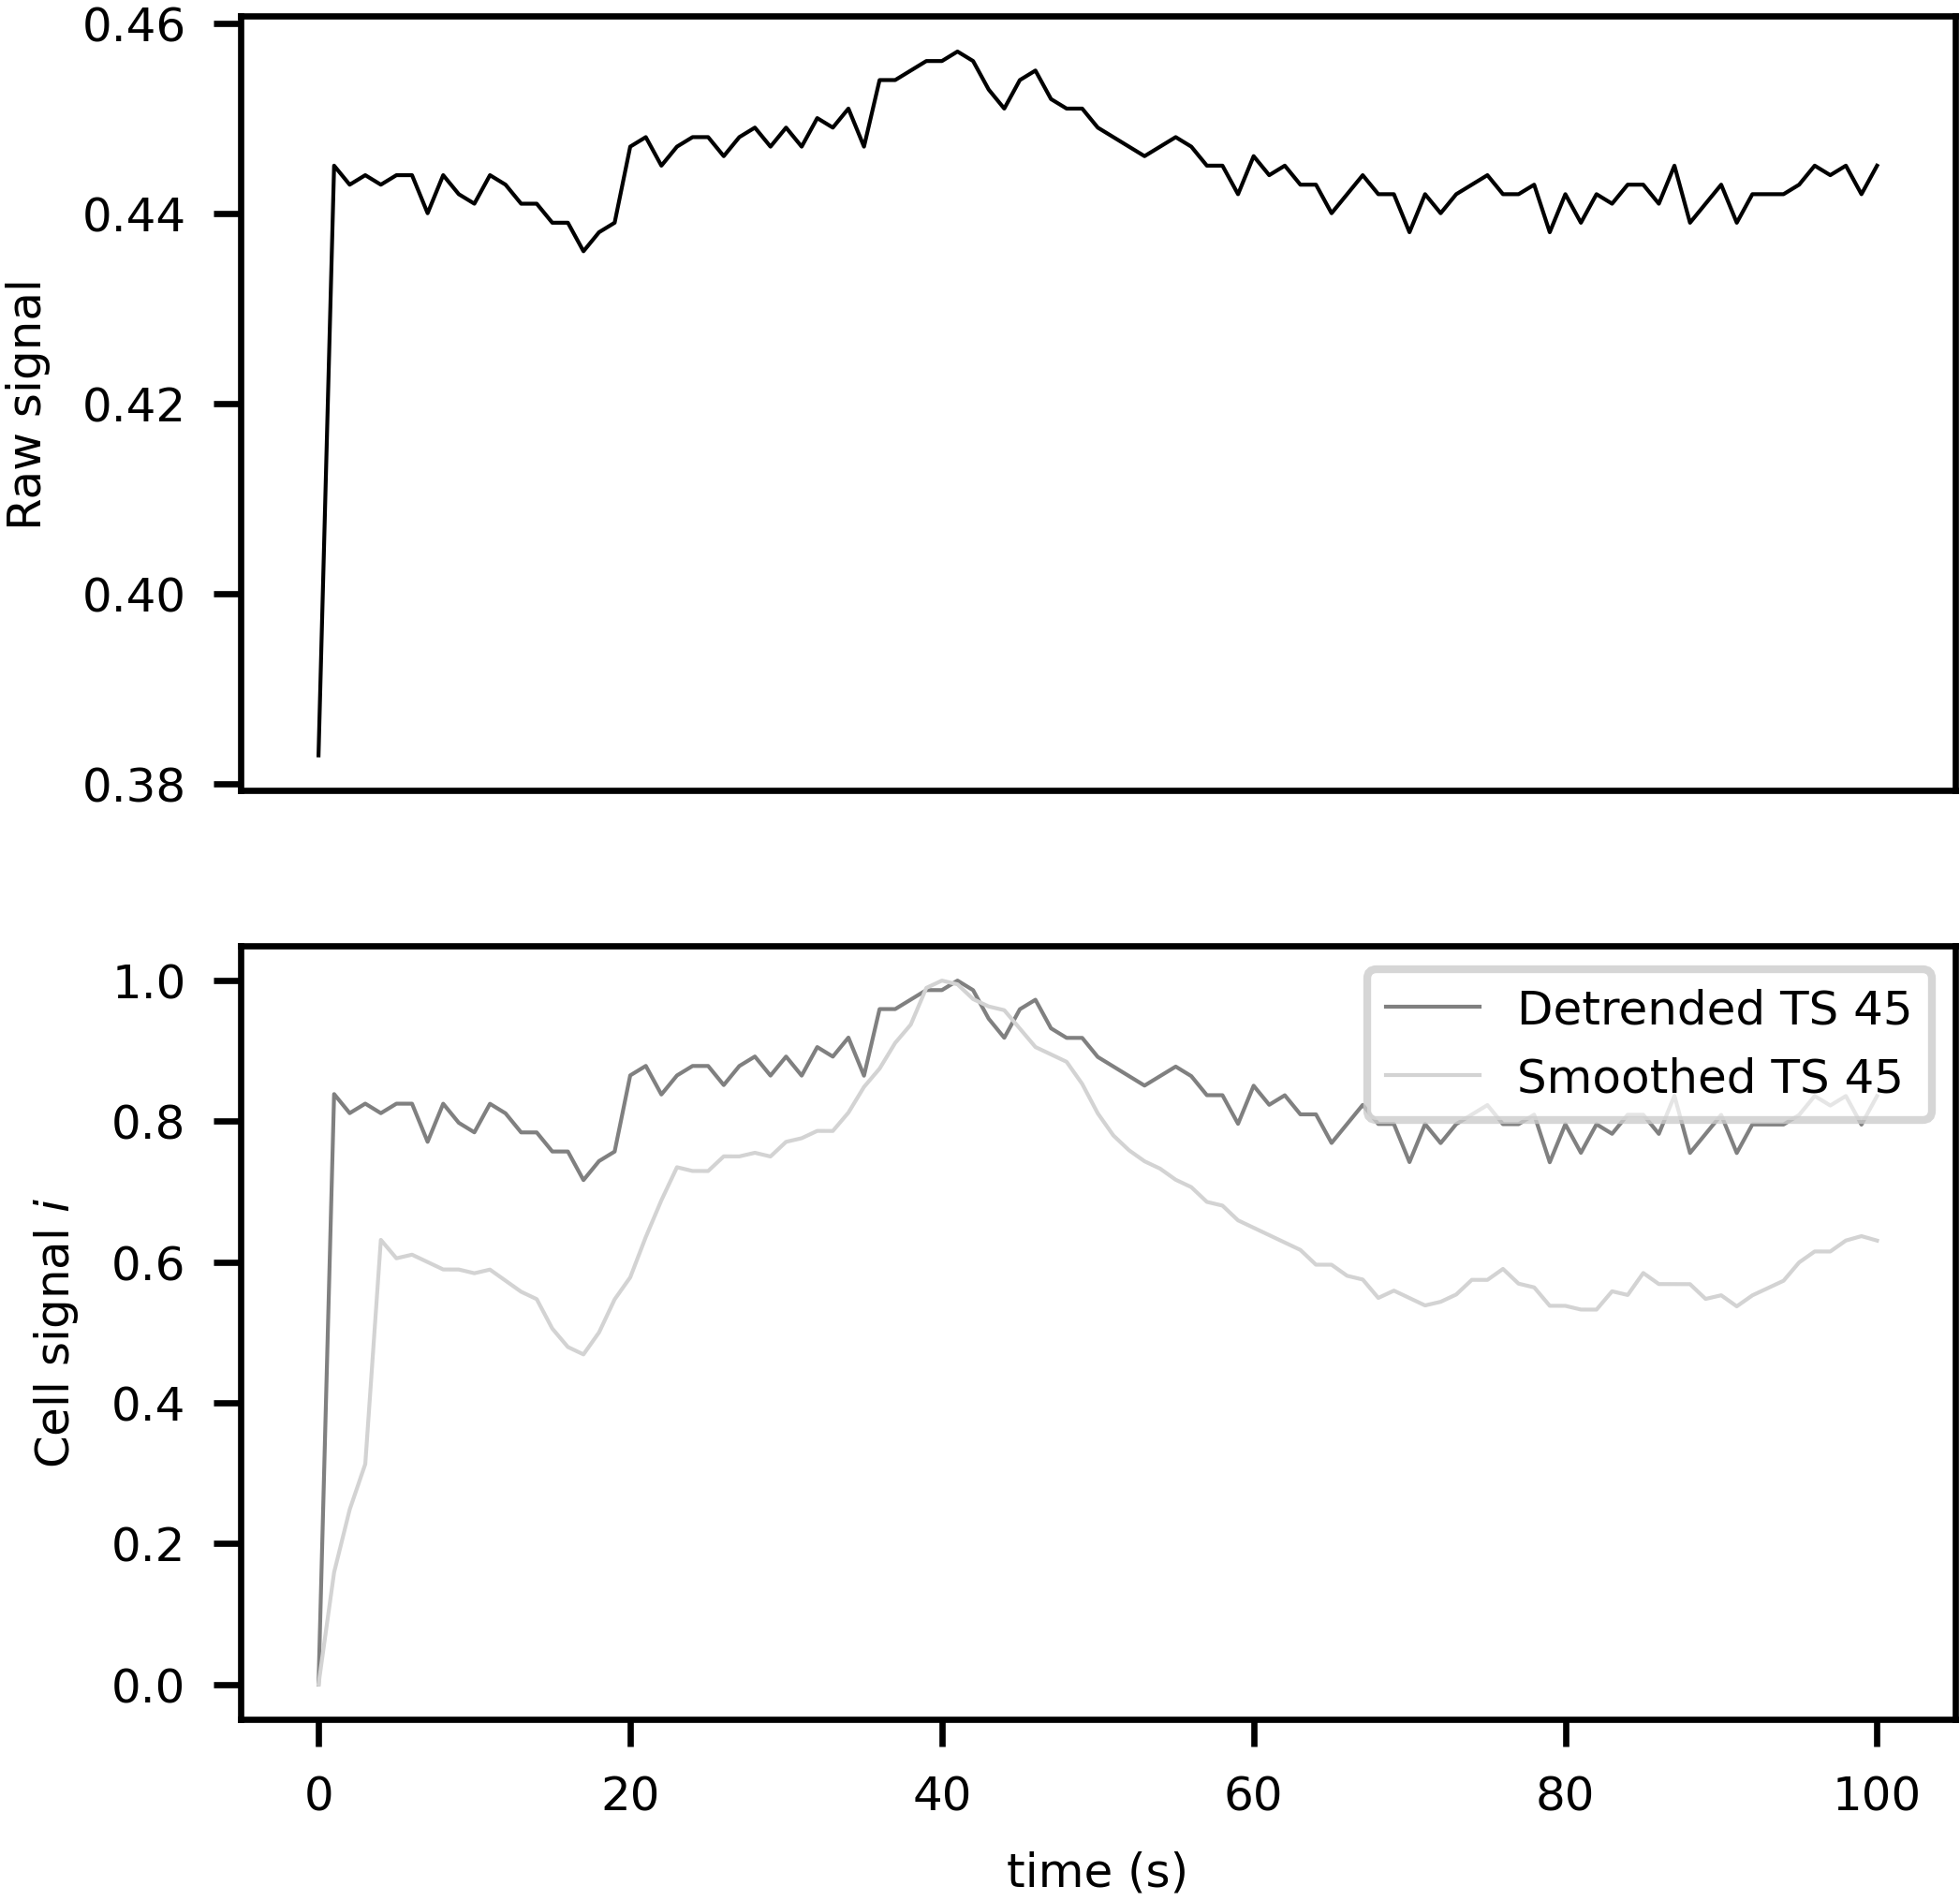 0.46
0.44
0.42
0.40
0.38
Raw signal
1.0
0.8
0.6
0.4
0.2
0.0
Cell signal i
Detrended TS 45
Smoothed TS 45
0 20 40 60 80 100
time (s)